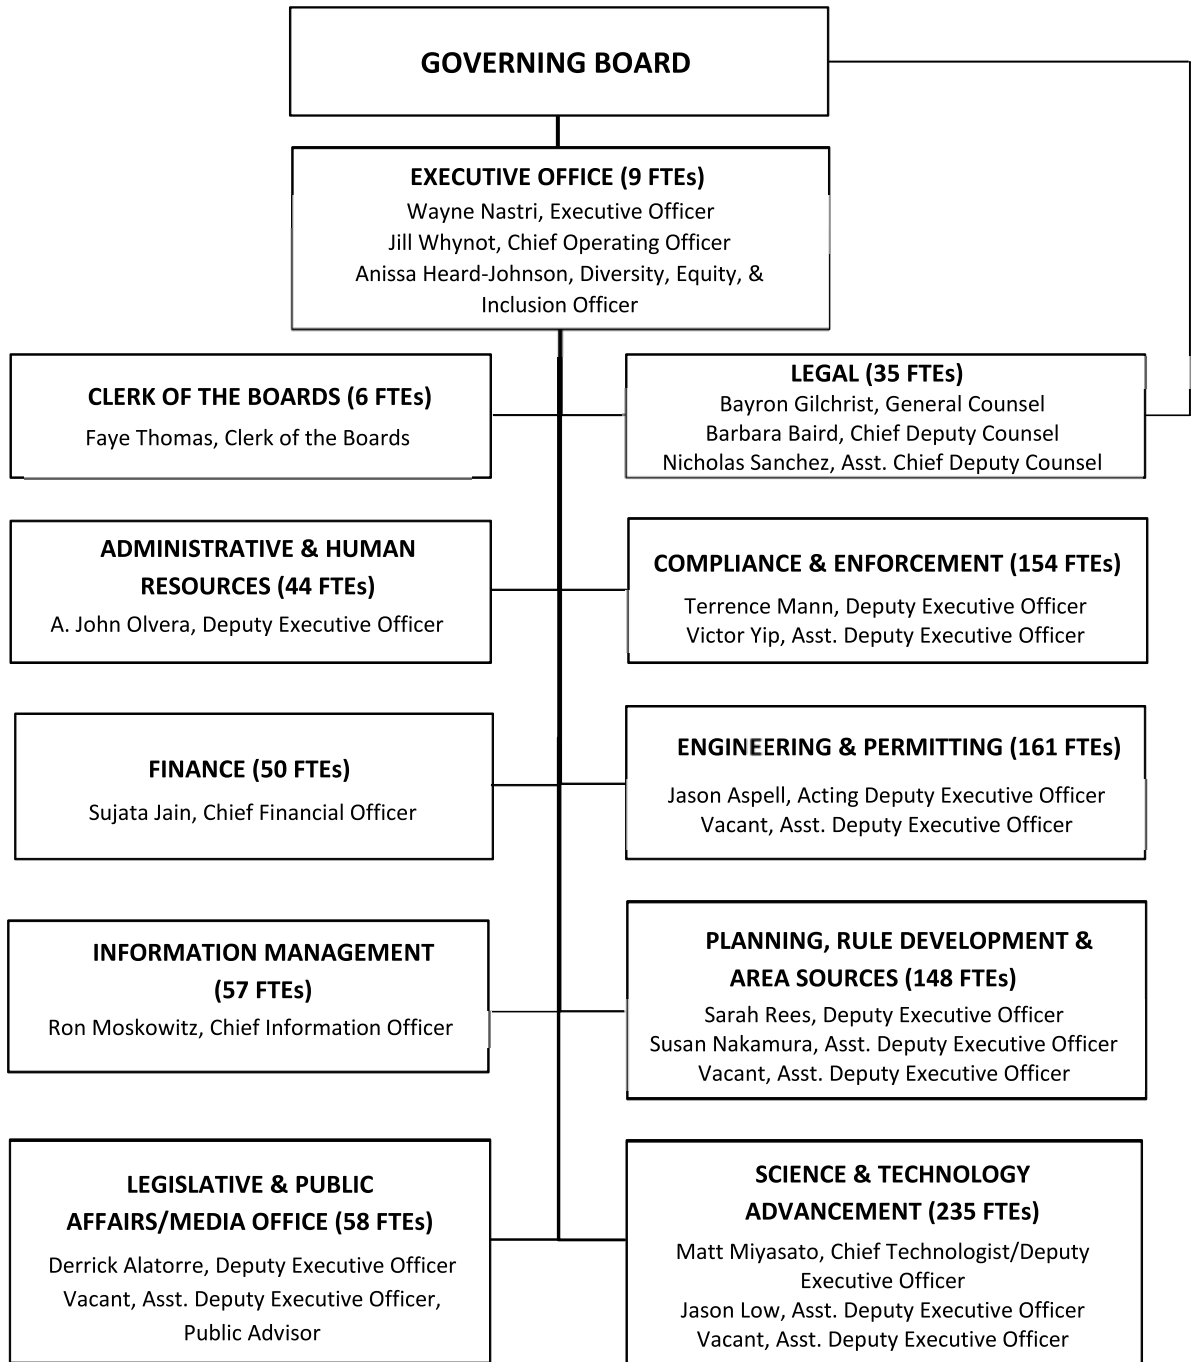 GOVERNING BOARD
EXECUTIVE OFFICE (9 FTEs)
Wayne Nastri, Executive Officer
Jill Whynot, Chief Operating Officer
Anissa Heard-Johnson, Diversity, Equity, &
Inclusion Officer
CLERK OF THE BOARDS (6 FTEs)
Faye Thomas, Clerk of the Boards
LEGAL (35 FTEs)
Bayron Gilchrist, General Counsel
Barbara Baird, Chief Deputy Counsel
Nicholas Sanchez, Asst. Chief Deputy Counsel
ADMINISTRATIVE & HUMAN
RESOURCES (44 FTEs)
A. John Olvera, Deputy Executive Officer
COMPLIANCE & ENFORCEMENT (154 FTEs)
Terrence Mann, Deputy Executive Officer
Victor Yip, Asst. Deputy Executive Officer
FINANCE (50 FTEs)
Sujata Jain, Chief Financial Officer
ENGINEERING & PERMITTING (161 FTEs)
Jason Aspell, Acting Deputy Executive Officer
Vacant, Asst. Deputy Executive Officer
INFORMATION MANAGEMENT
(57 FTEs)
Ron Moskowitz, Chief Information Officer
PLANNING, RULE DEVELOPMENT &
AREA SOURCES (148 FTEs)
Sarah Rees, Deputy Executive Officer
Susan Nakamura, Asst. Deputy Executive Officer
Vacant, Asst. Deputy Executive Officer
LEGISLATIVE & PUBLIC
AFFAIRS/MEDIA OFFICE (58 FTEs)
Derrick Alatorre, Deputy Executive Officer
Vacant, Asst. Deputy Executive Officer,
Public Advisor
SCIENCE & TECHNOLOGY
ADVANCEMENT (235 FTEs)
Matt Miyasato, Chief Technologist/Deputy
Executive Officer
Jason Low, Asst. Deputy Executive Officer
Vacant, Asst. Deputy Executive Officer